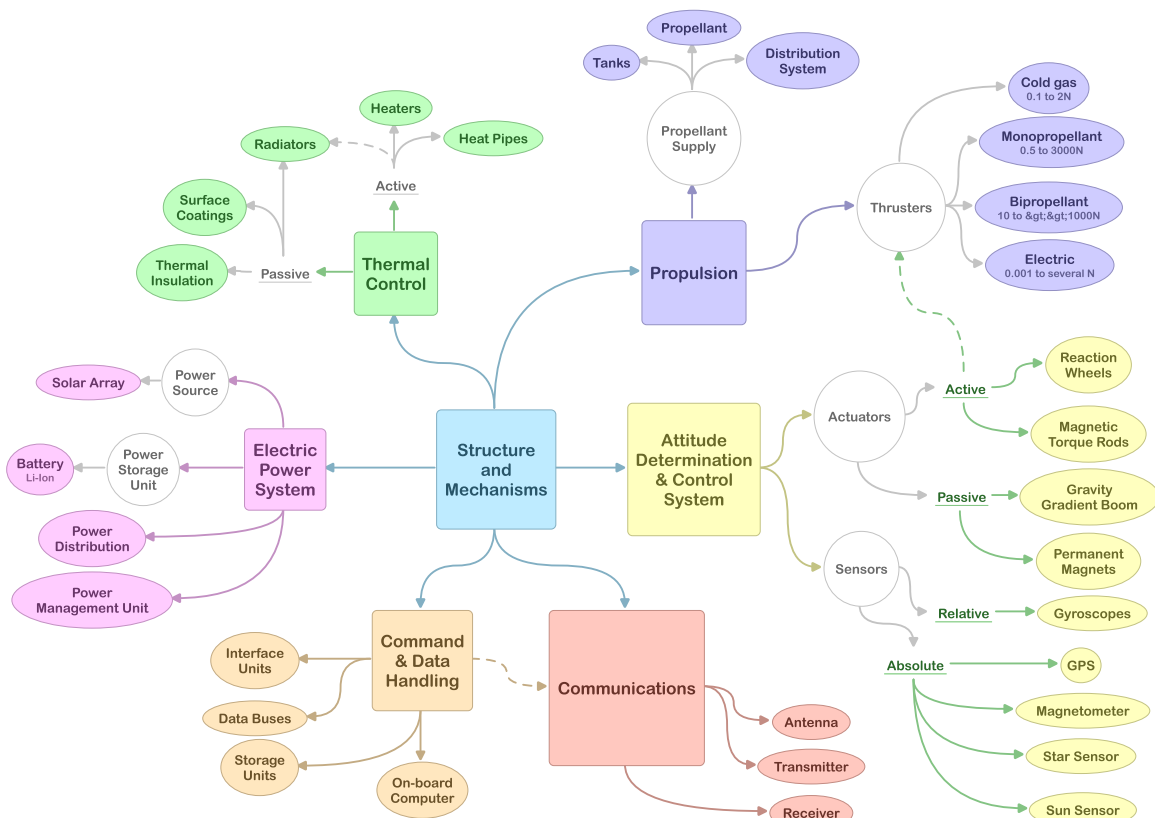 Propellant
Tanks
Distribution
System
Propellant
Supply
Cold gas
0.1 to 2N
Monopropellant
0.5 to 3000N
Thrusters
Bipropellant
10 to &gt;&gt;1000N
Electric
0.001 to several N
Propulsion
Heaters
Radiators
Heat Pipes
Active
Surface
Coatings
Thermal
Insulation
Passive
Thermal
Control
Solar Array
Power
Source
Battery
Li-Ion
Power
Storage
Unit
Electric
Power
System
Power
Distribution
Power
Management Unit
Structure
and
Mechanisms
Attitude
Determination
& Control
System
Actuators
Active
Reaction
Wheels
Magnetic
Torque Rods
Passive
Gravity
Gradient Boom
Permanent
Magnets
Sensors
Relative
Gyroscopes
Absolute
GPS
Magnetometer
Star Sensor
Sun Sensor
Command
& Data
Handling
Interface
Units
Data Buses
Storage
Units
On-board
Computer
Communications
Antenna
Transmitter
Receiver